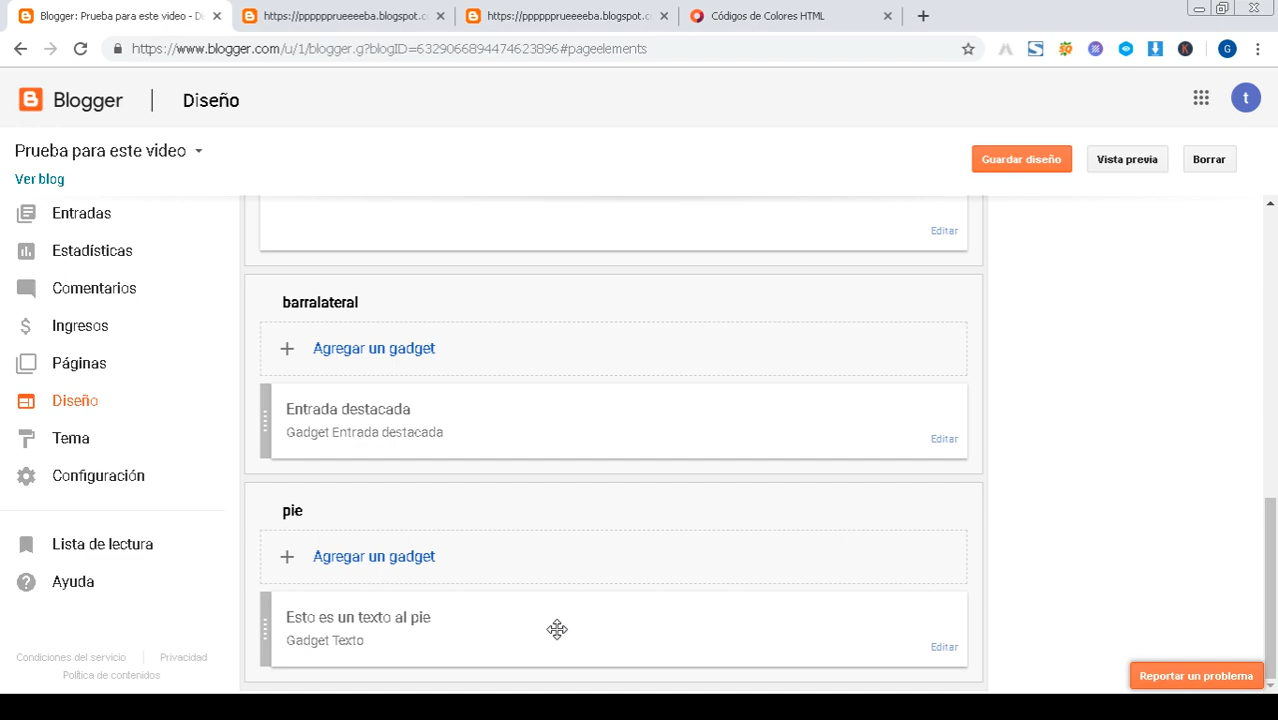 Blogger: Prueba para este video - Di
https://pppppprueeeeba.blogspot.c
https://pppppprueeeeba.blogspot.c
Códigos de Colores HTML
https://www.blogger.com/u/1/blogger.g?blogID=6329066894474623896#pageelements
G
Blogger
Diseño
t
Prueba para este video
Ver blog
Guardar diseño
Vista previa
Borrar
Entradas
Estadísticas
Comentarios
Ingresos
Páginas
Diseño
Tema
Configuración
Lista de lectura
Ayuda
Condiciones del servicio
Privacidad
Política de contenidos
Editar
barralateral
Agregar un gadget
Entrada destacada
Gadget Entrada destacada
Editar
pie
Agregar un gadget
Esto es un texto al pie
Gadget Texto
Editar
Reportar un problema